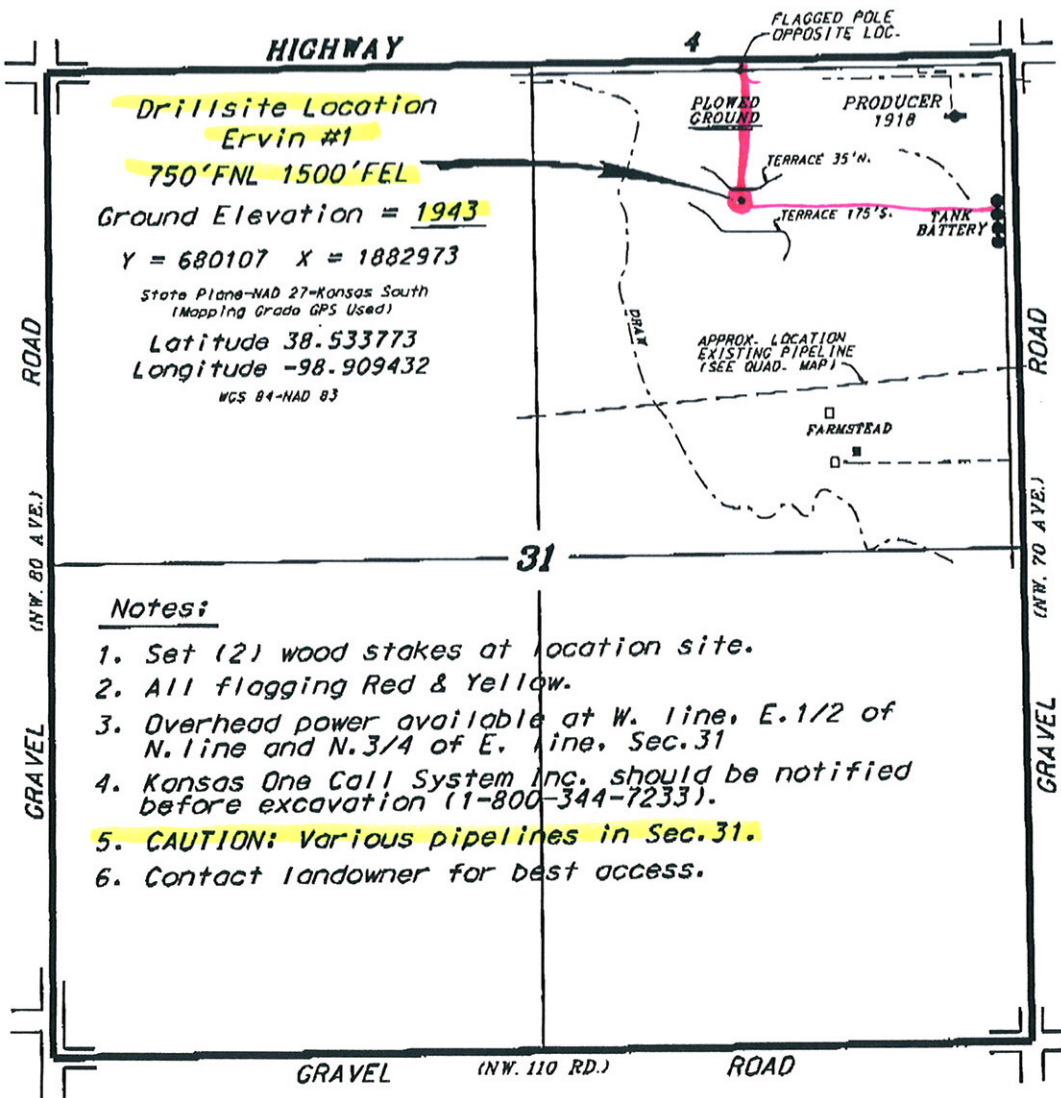 HIGHWAY 4
FLAGGED POLE
OPPOSITE LOC.
Drillsite Location
Ervin #1
750'FNL 1500'FEL
Ground Elevation = 1943
Y = 680107 X = 1882973
State Plane-NAD 27-Kansas South
(Mapping Grade GPS Used)
Latitude 38.533773
Longitude -98.909432
WGS 84-NAD 83
PLOWED
GROUND
PRODUCER
1918
TERRACE 35'N.
TERRACE 175'S.
TANK
BATTERY
DRAW
APPROX. LOCATION
EXISTING PIPELINE
(SEE QUAD. MAP)
FARMSTEAD
ROAD
(NW. 80 AVE.)
GRAVEL
ROAD
(NW. 70 AVE.)
GRAVEL
31
Notes:
1. Set (2) wood stakes at location site.
2. All flagging Red & Yellow.
3. Overhead power available at W. line, E.1/2 of
N.line and N.3/4 of E. line, Sec.31
4. Kansas One Call System Inc. should be notified
before excavation (1-800-344-7233).
5. CAUTION: Various pipelines in Sec.31.
6. Contact landowner for best access.
GRAVEL (NW. 110 RD.) ROAD